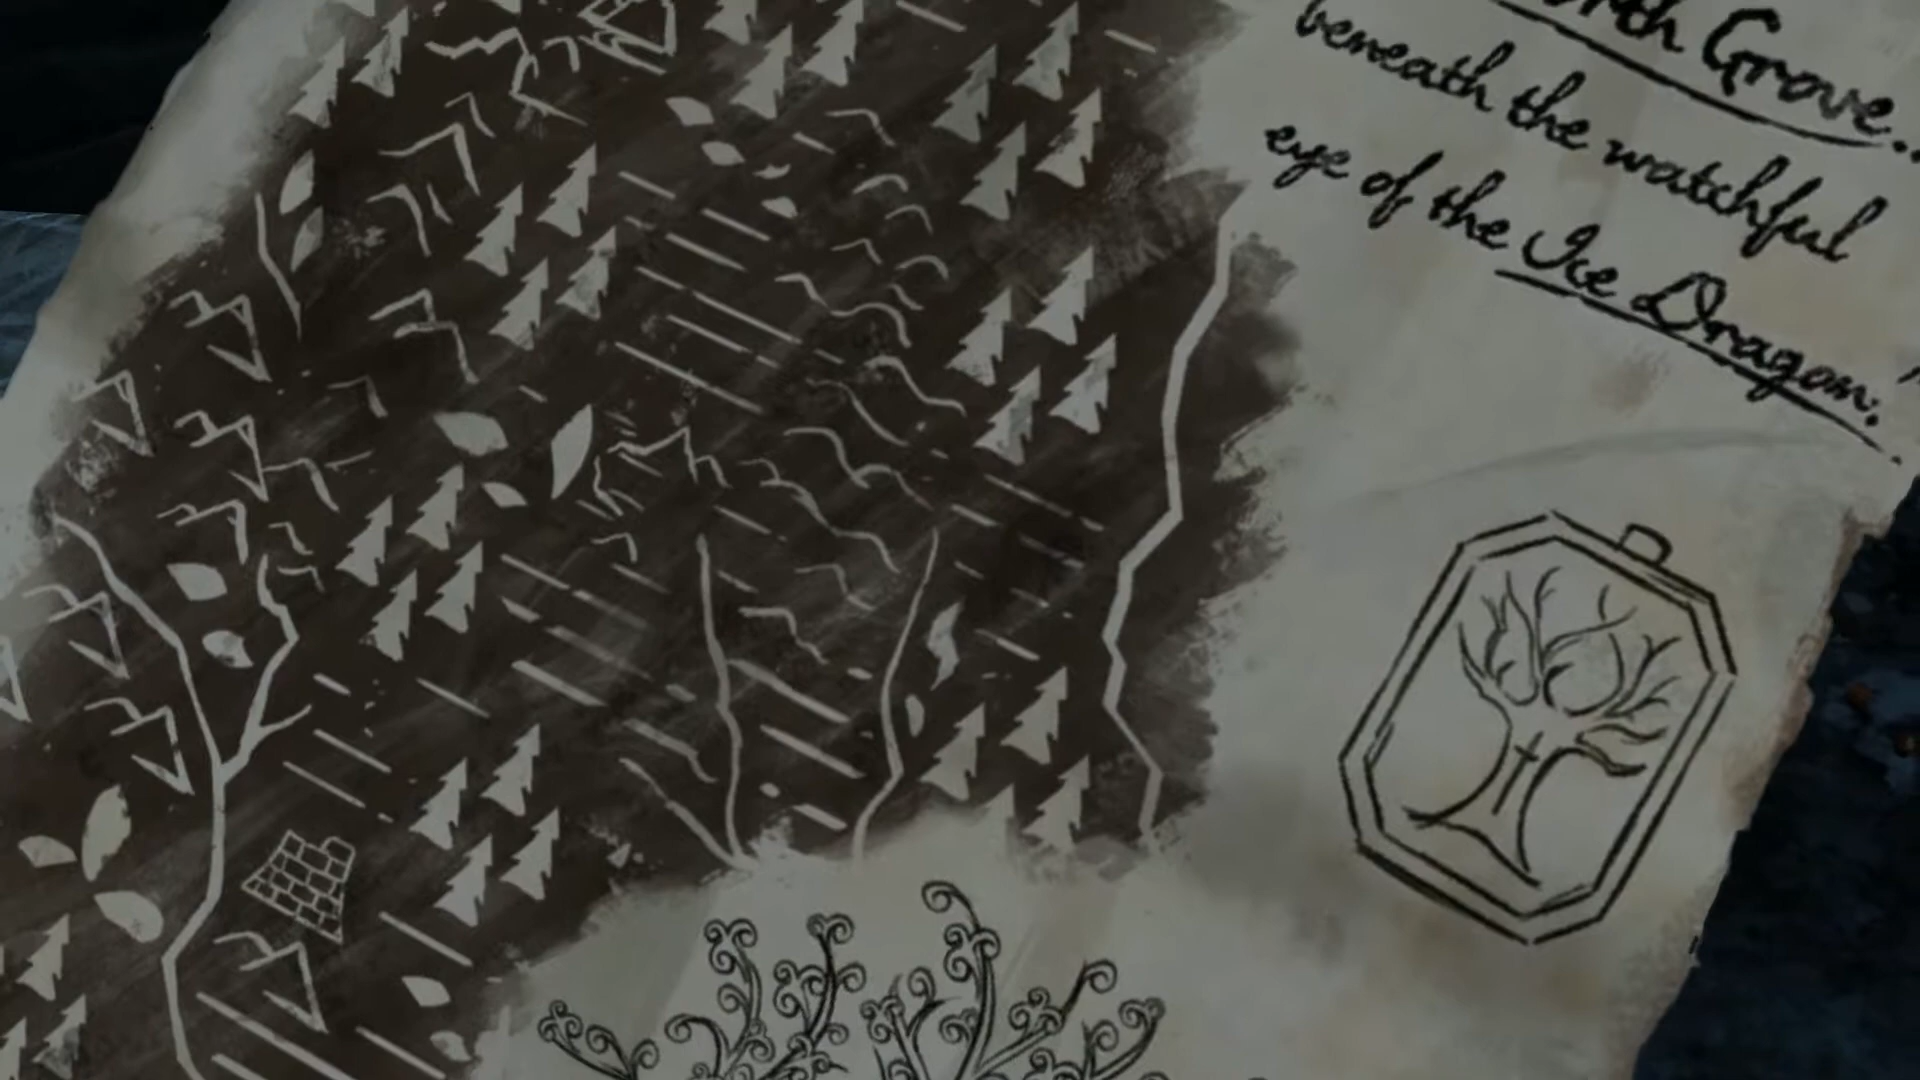 Grove..
beneath the watchful
eye of the Ice Dragon."